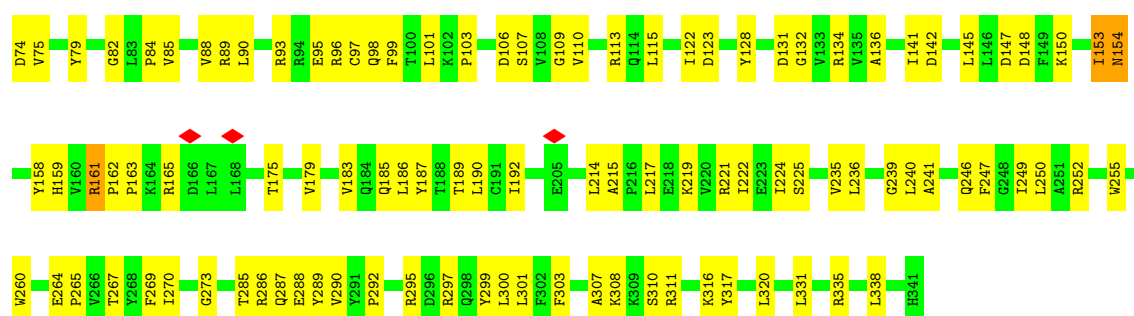 D74 V75 Y79 G82 L83 P84 V85 V88 R89 L90 R93 R94 E95 R96 C97 Q98 F99 T100 L101 K102 P103 D106 S107 V108 G109 V110 R113 Q114 L115 I122 D123 Y128 D131 G132 V133 R134 V135 A136 I141 D142 L145 L146 D147 D148 F149 K150 I153 N154
Y158 H159 V160 R161 P162 P163 K164 R165 D166 L167 L168 T175 V179 V183 Q184 Q185 L186 Y187 T188 T189 L190 C191 I192 E205 L214 A215 P216 L217 E218 K219 V220 R221 I222 E223 I224 S225 V235 L236 G239 L240 A241 Q246 F247 G248 I249 L250 A251 R252 W255
W260 E264 P265 V266 T267 Y268 F269 I270 G273 T285 R286 Q287 E288 Y289 V290 Y291 P292 R295 D296 R297 Q298 Y299 L300 L301 F302 F303 A307 K308 K309 S310 R311 K316 Y317 L320 L331 R335 L338 H341